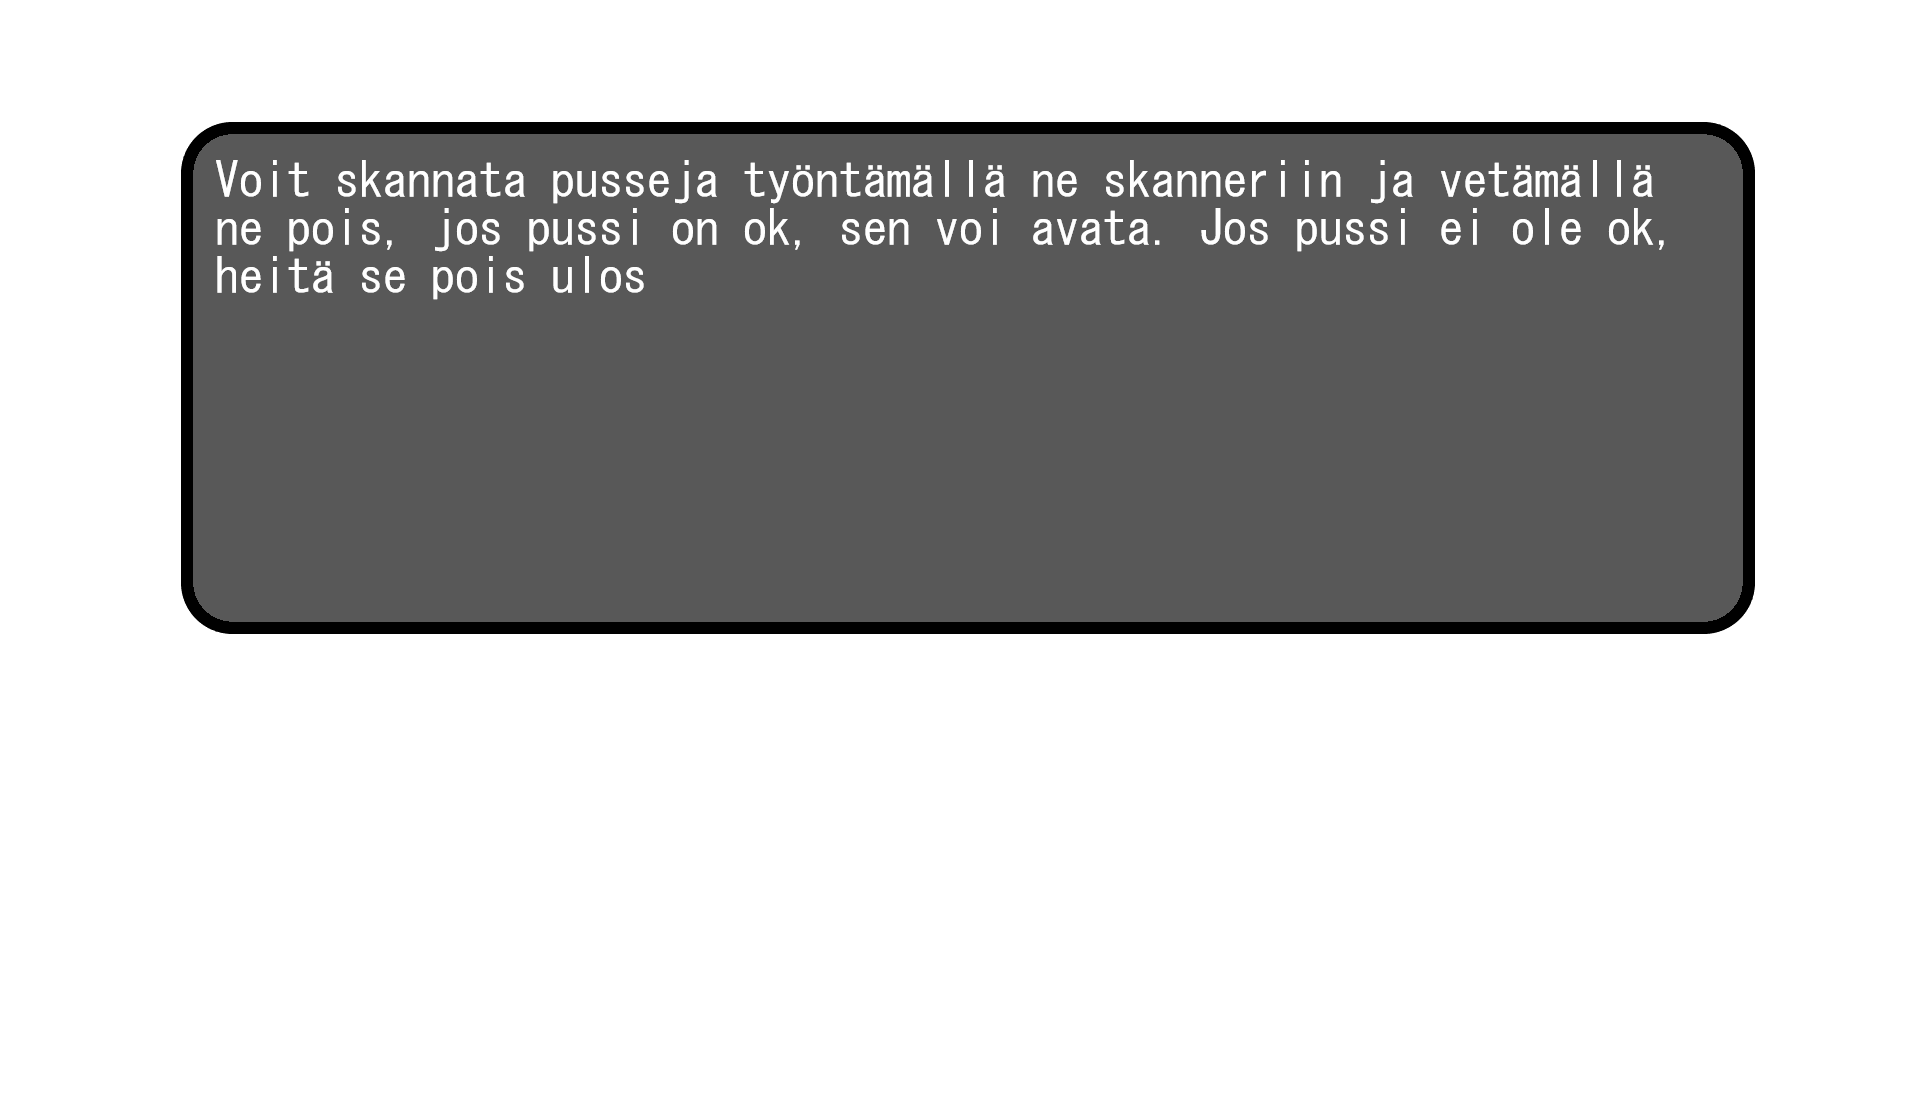 Voit skannata pusseja työntämällä ne skanneriin ja vetämällä
ne pois, jos pussi on ok, sen voi avata. Jos pussi ei ole ok,
heitä se pois ulos